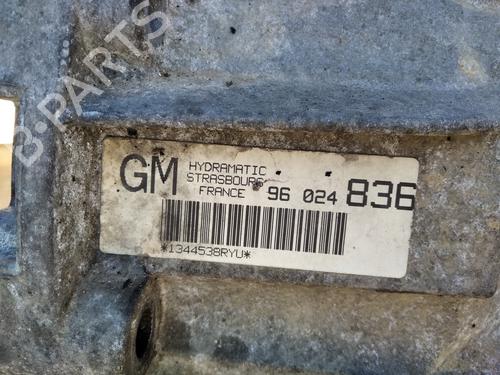 B-PARTS
GM
HYDRAMATIC
STRASBOURG
FRANCE 96 024 836
*1344538RYU*